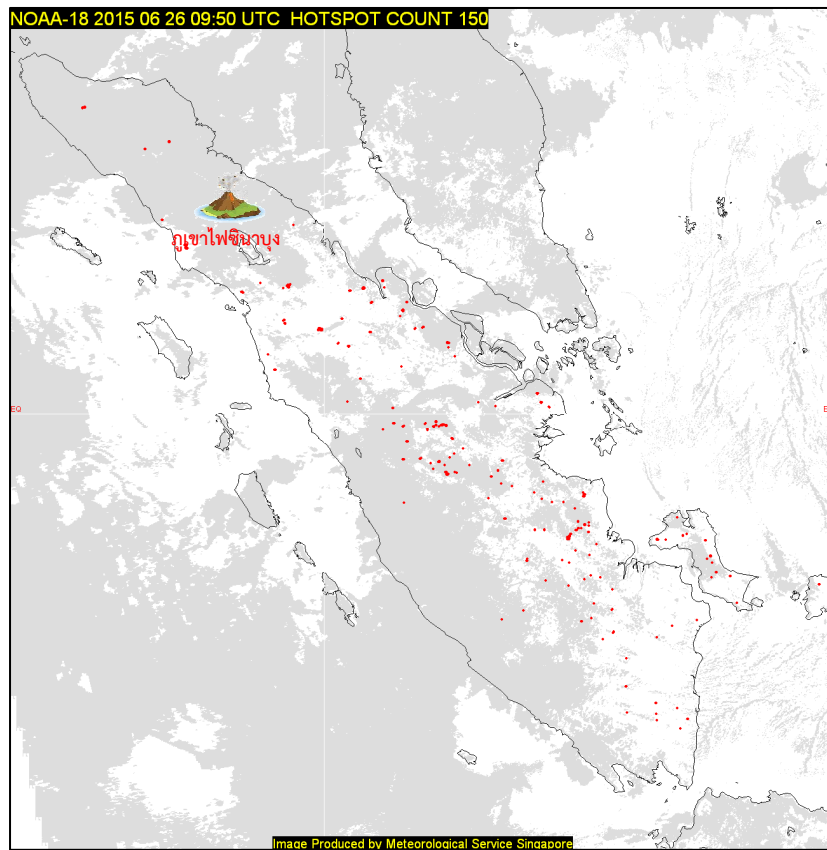 NOAA-18 2015 06 26 09:50 UTC HOTSPOT COUNT 150
ภูเขาไฟซินาบุง
EQ
E
Image Produced by Meteorological Service Singapore